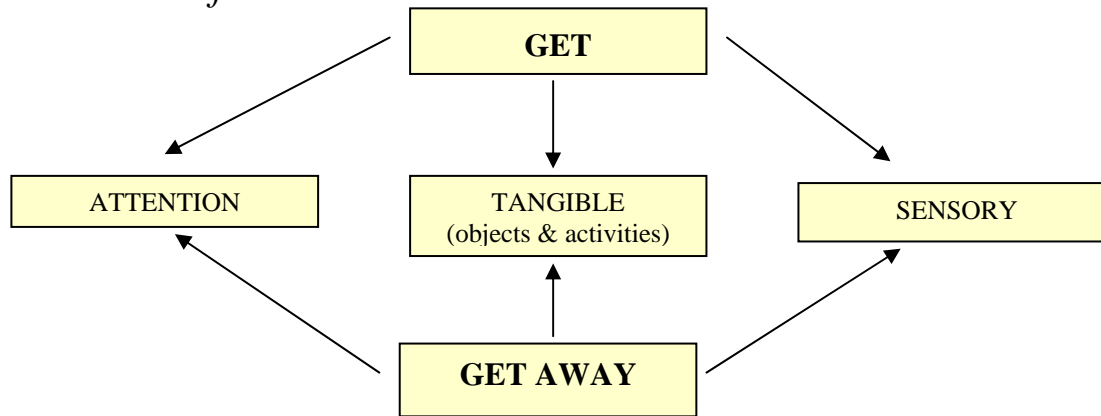 GET
ATTENTION
TANGIBLE
(objects & activities)
SENSORY
GET AWAY